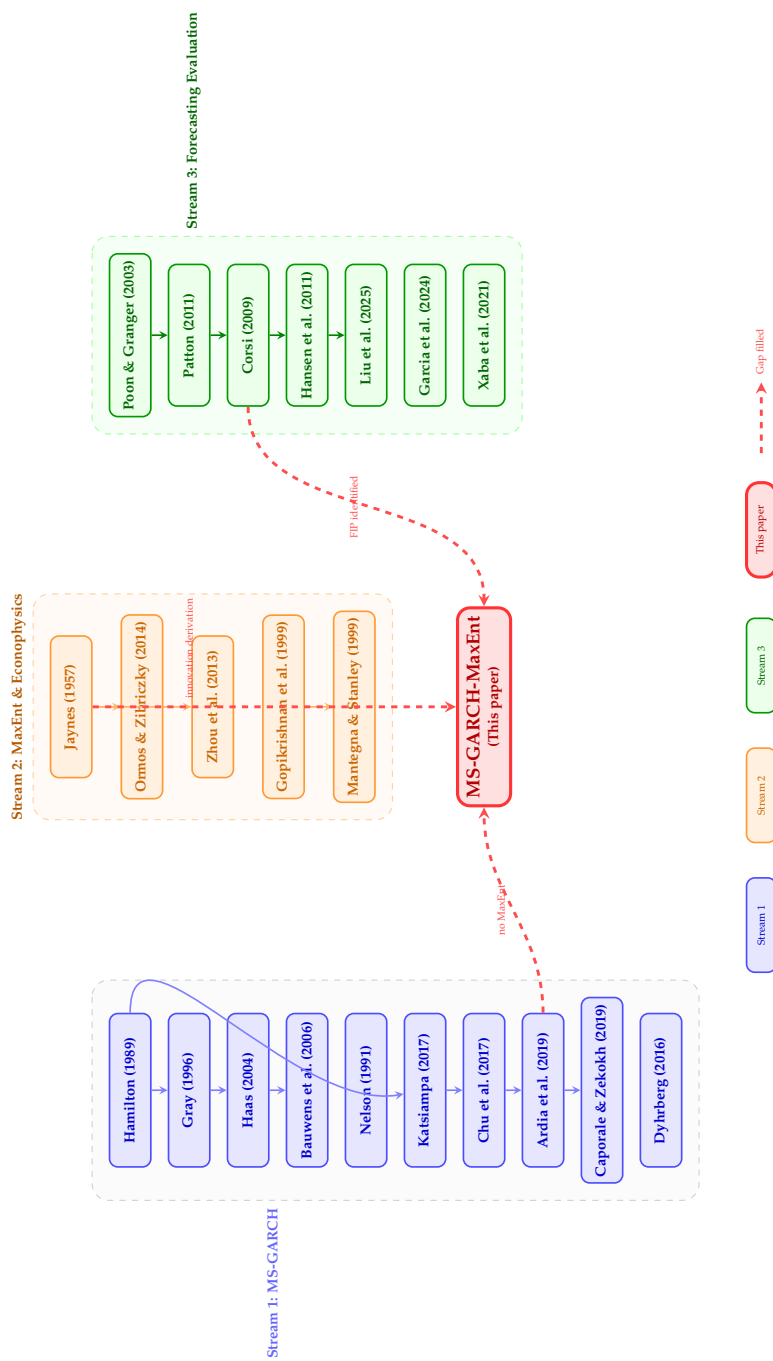 Stream 1: MS-GARCH
Hamilton (1989)
Gray (1996)
Haas (2004)
Bauwens et al. (2006)
Nelson (1991)
Katsiampa (2017)
Chu et al. (2017)
Ardia et al. (2019)
Caporale & Zekokh (2019)
Dyhrberg (2016)
Stream 2: MaxEnt & Econophysics
Jaynes (1957)
Ormos & Zibriczky (2014)
Zhou et al. (2013)
Gopikrishnan et al. (1999)
Mantegna & Stanley (1999)
Stream 3: Forecasting Evaluation
Poon & Granger (2003)
Patton (2011)
Corsi (2009)
Hansen et al. (2011)
Liu et al. (2025)
Garcia et al. (2024)
Xaba et al. (2021)
no MaxEnt
innovation derivation
FIP identified
MS-GARCH-MaxEnt
(This paper)
Stream 1
Stream 2
Stream 3
This paper
Gap filled